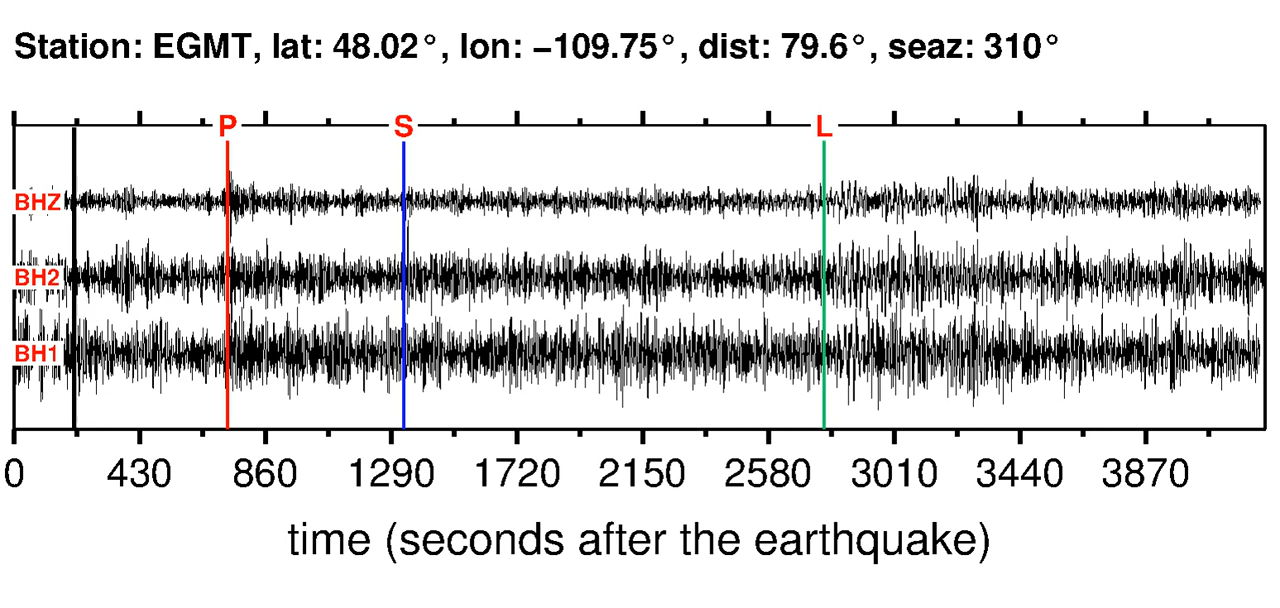 Station: EGMT, lat: 48.02°, lon: −109.75°, dist: 79.6°, seaz: 310°
P S L
BHZ
BH2
BH1
0 430 860 1290 1720 2150 2580 3010 3440 3870
time (seconds after the earthquake)